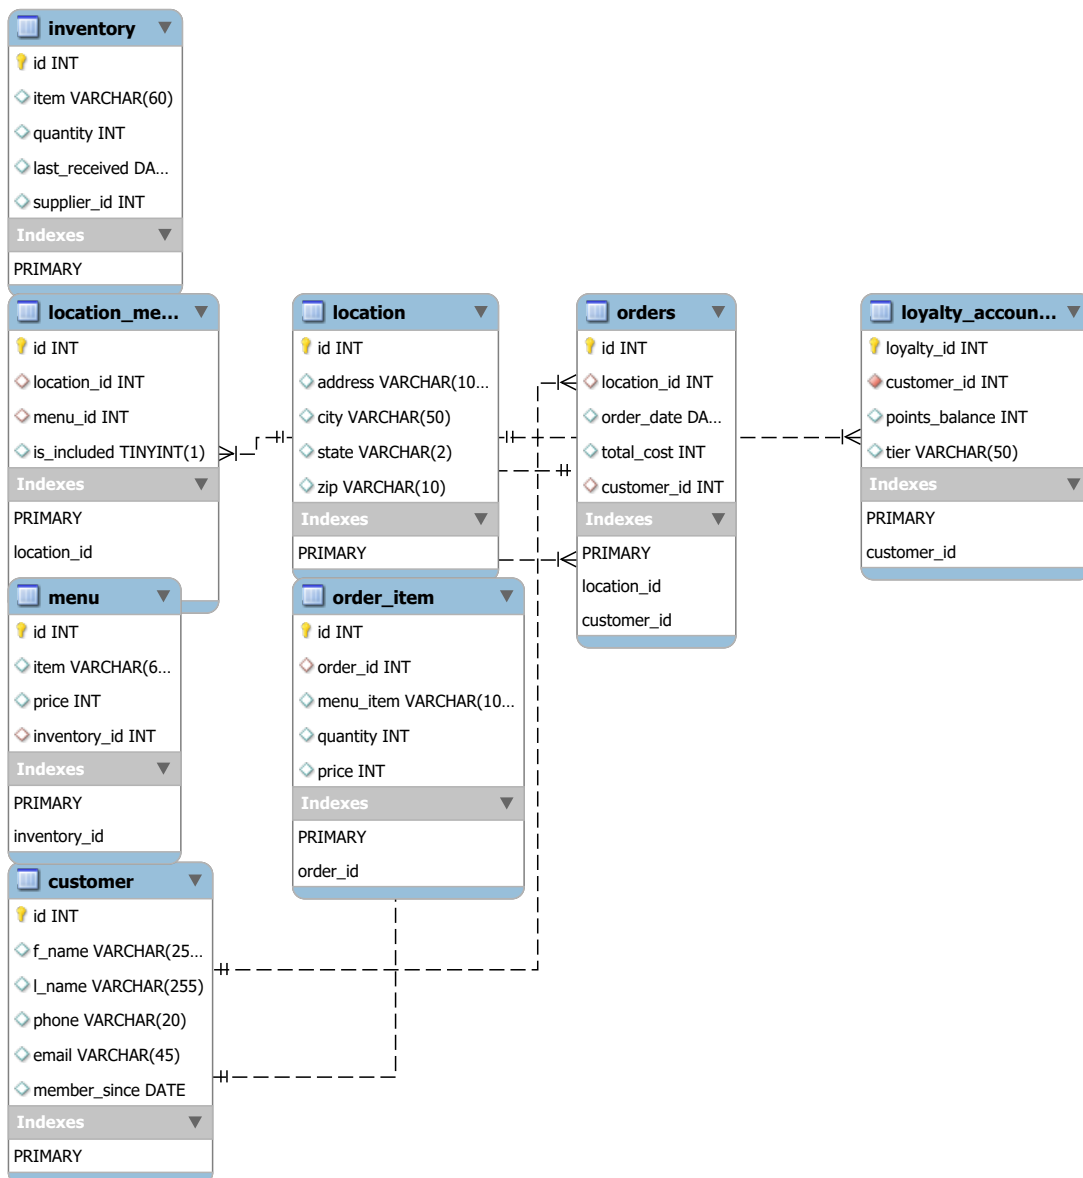 inventory
id INT
item VARCHAR(60)
quantity INT
last_received DA...
supplier_id INT
Indexes
PRIMARY
location_me...
id INT
location_id INT
menu_id INT
is_included TINYINT(1)
Indexes
PRIMARY
location_id
location
id INT
address VARCHAR(10...
city VARCHAR(50)
state VARCHAR(2)
zip VARCHAR(10)
Indexes
PRIMARY
orders
id INT
location_id INT
order_date DA...
total_cost INT
customer_id INT
Indexes
PRIMARY
location_id
customer_id
loyalty_accoun...
loyalty_id INT
customer_id INT
points_balance INT
tier VARCHAR(50)
Indexes
PRIMARY
customer_id
menu
id INT
item VARCHAR(6...
price INT
inventory_id INT
Indexes
PRIMARY
inventory_id
order_item
id INT
order_id INT
menu_item VARCHAR(10...
quantity INT
price INT
Indexes
PRIMARY
order_id
customer
id INT
f_name VARCHAR(25...
l_name VARCHAR(255)
phone VARCHAR(20)
email VARCHAR(45)
member_since DATE
Indexes
PRIMARY